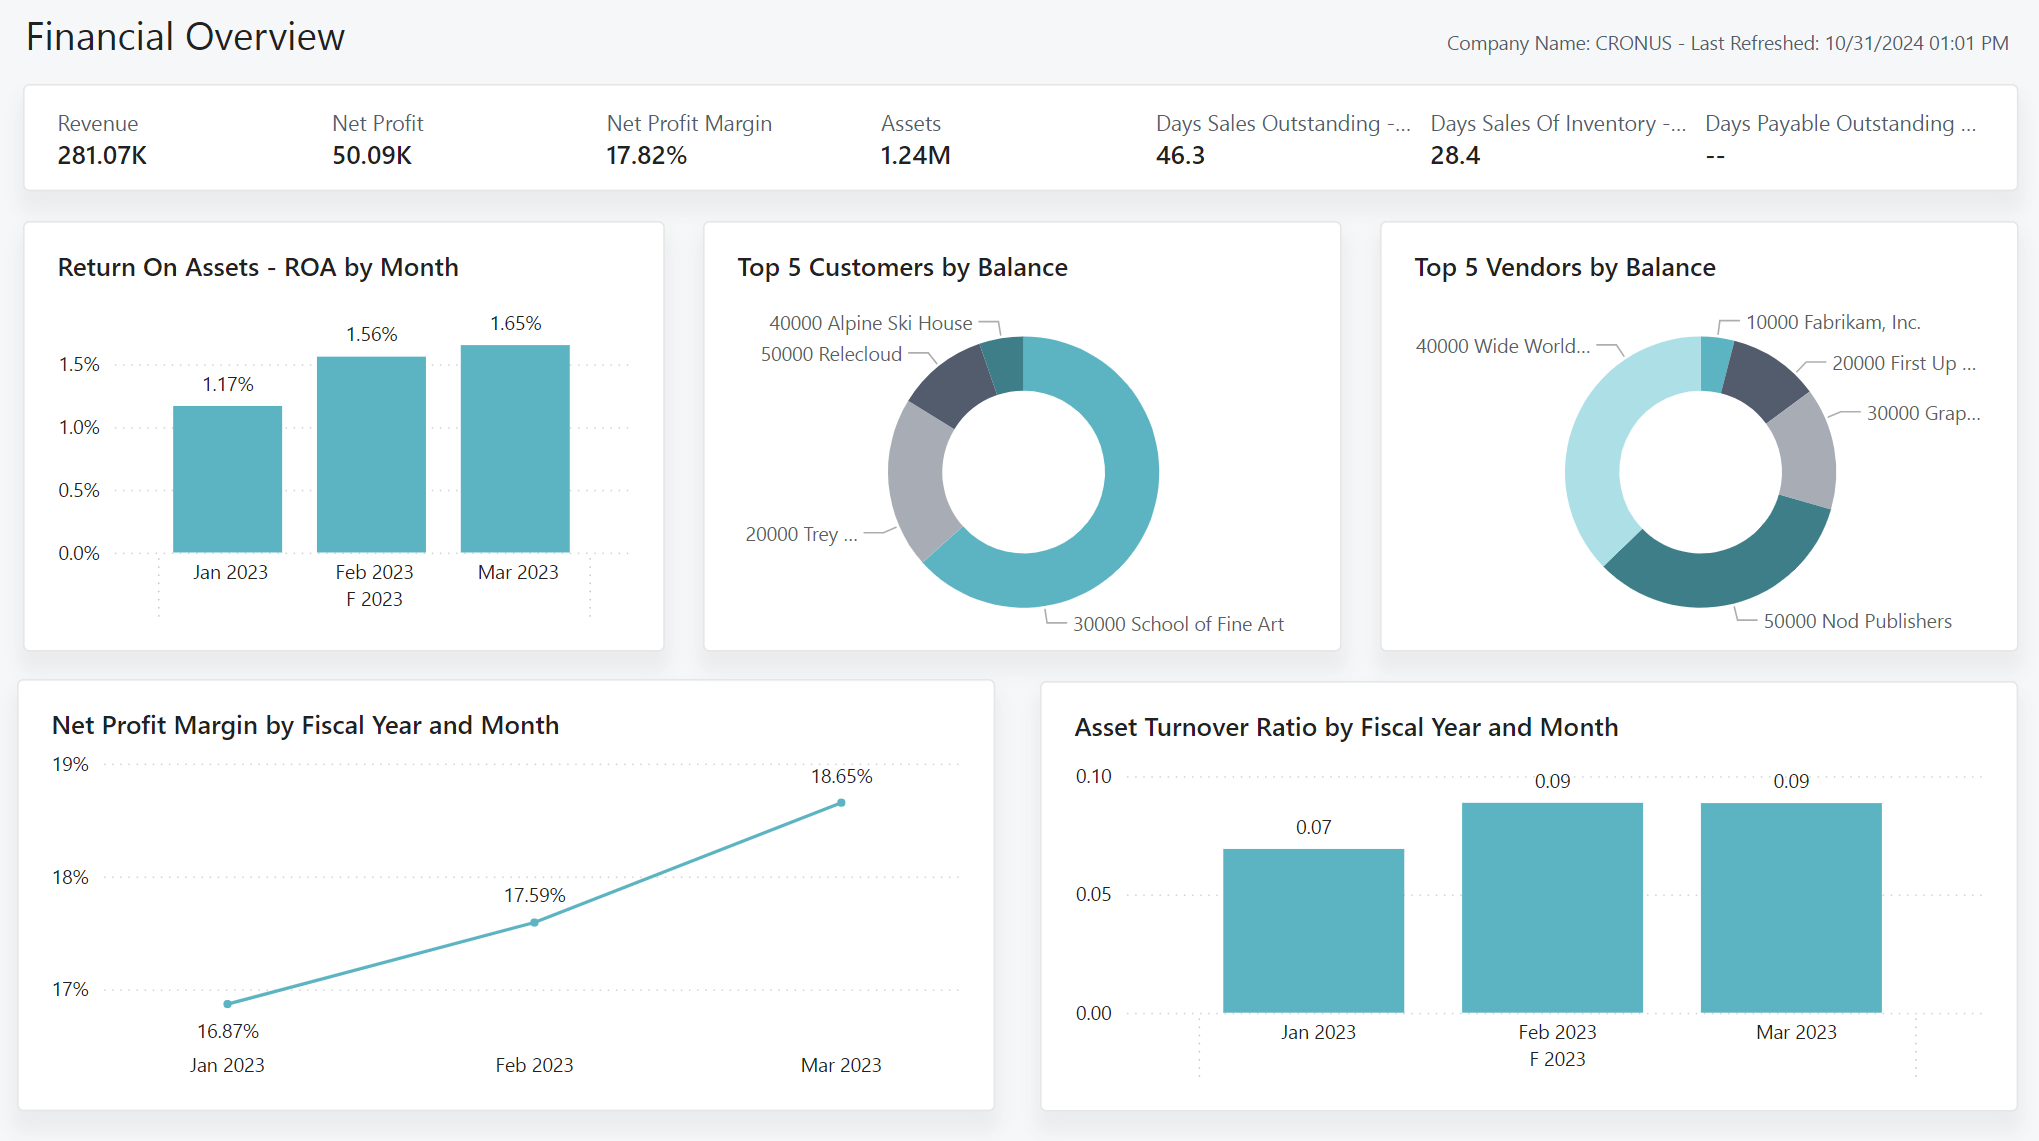 Financial Overview
Company Name: CRONUS - Last Refreshed: 10/31/2024 01:01 PM
Revenue
281.07K
Net Profit
50.09K
Net Profit Margin
17.82%
Assets
1.24M
Days Sales Outstanding -...
46.3
Days Sales Of Inventory -...
28.4
Days Payable Outstanding ...
--
Return On Assets - ROA by Month
1.5%
1.0%
0.5%
0.0%
1.17%
1.56%
1.65%
Jan 2023
Feb 2023
Mar 2023
F 2023
Top 5 Customers by Balance
40000 Alpine Ski House
50000 Relecloud
20000 Trey ...
30000 School of Fine Art
Top 5 Vendors by Balance
10000 Fabrikam, Inc.
40000 Wide World...
20000 First Up ...
30000 Grap...
50000 Nod Publishers
Net Profit Margin by Fiscal Year and Month
19%
18%
17%
16.87%
17.59%
18.65%
Jan 2023
Feb 2023
Mar 2023
Asset Turnover Ratio by Fiscal Year and Month
0.10
0.05
0.00
0.07
0.09
0.09
Jan 2023
Feb 2023
Mar 2023
F 2023